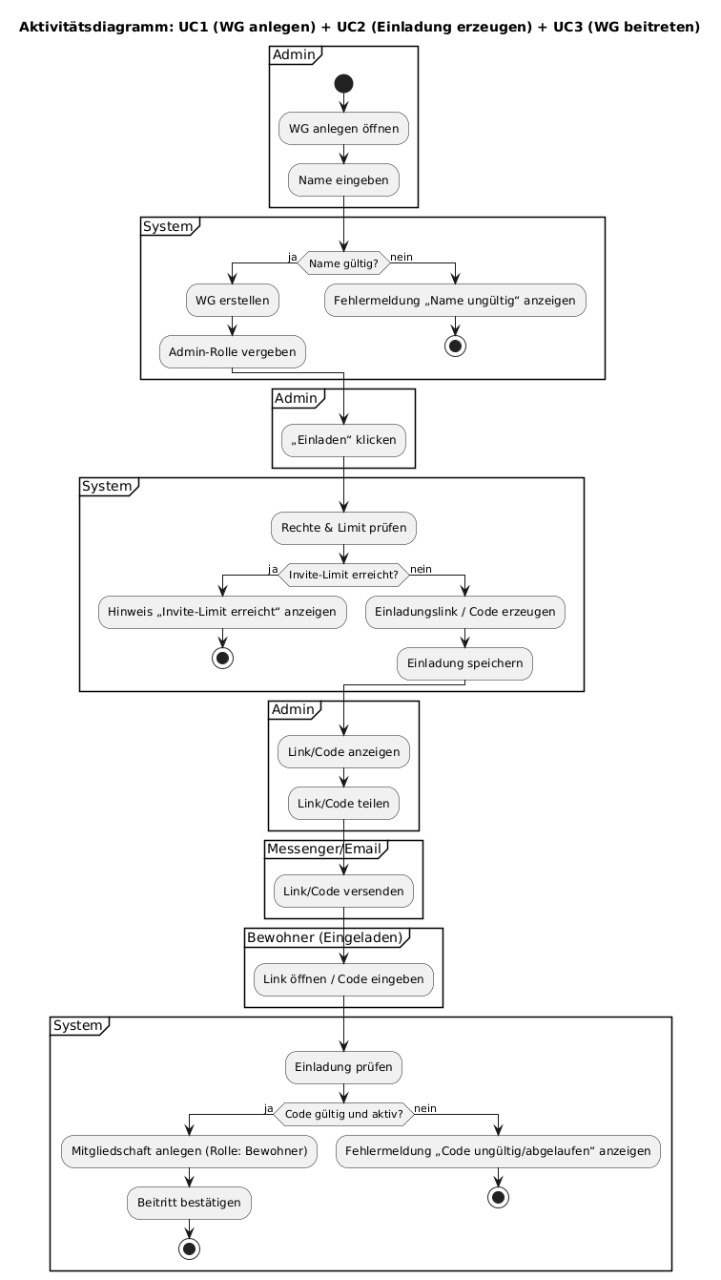 Aktivitätsdiagramm: UC1 (WG anlegen) + UC2 (Einladung erzeugen) + UC3 (WG beitreten)
Admin
WG anlegen öffnen
Name eingeben
System
ja
Name gültig?
nein
WG erstellen
Fehlermeldung „Name ungültig“ anzeigen
Admin-Rolle vergeben
Admin
„Einladen“ klicken
System
Rechte & Limit prüfen
ja
Invite-Limit erreicht?
nein
Hinweis „Invite-Limit erreicht“ anzeigen
Einladungslink / Code erzeugen
Einladung speichern
Admin
Link/Code anzeigen
Link/Code teilen
Messenger/Email
Link/Code versenden
Bewohner (Eingeladen)
Link öffnen / Code eingeben
System
Einladung prüfen
ja
Code gültig und aktiv?
nein
Mitgliedschaft anlegen (Rolle: Bewohner)
Fehlermeldung „Code ungültig/abgelaufen“ anzeigen
Beitritt bestätigen